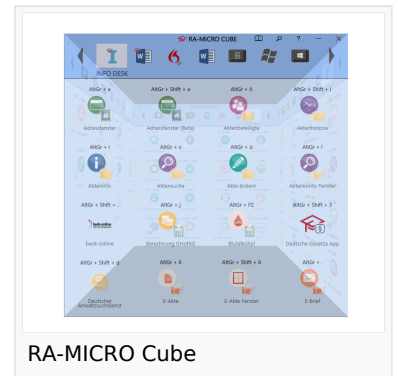 RA-MICRO CUBE ? – ×
INFO DESK
AltGr + a AltGr + Shift + a AltGr + ß AltGr + Shift + i
Adressfenster Adressfenster (Beta) Aktenbeteiligte Aktenhistorie
AltGr + i AltGr + x AltGr + o AltGr + l
Akteninfo Aktensuche Akte ändern Aktenkonto Fenster
AltGr + Shift + . AltGr + j AltGr + F2 AltGr + Shift + 3
beck-online Berechnung GNotKG Blutalkohol Deutsche Gesetze App
AltGr + Shift + d AltGr + 6 AltGr + Shift + 6 AltGr +
Deutscher E-Akte E-Akte Fenster E-Brief
Anwaltssuchdienst
RA-MICRO Cube